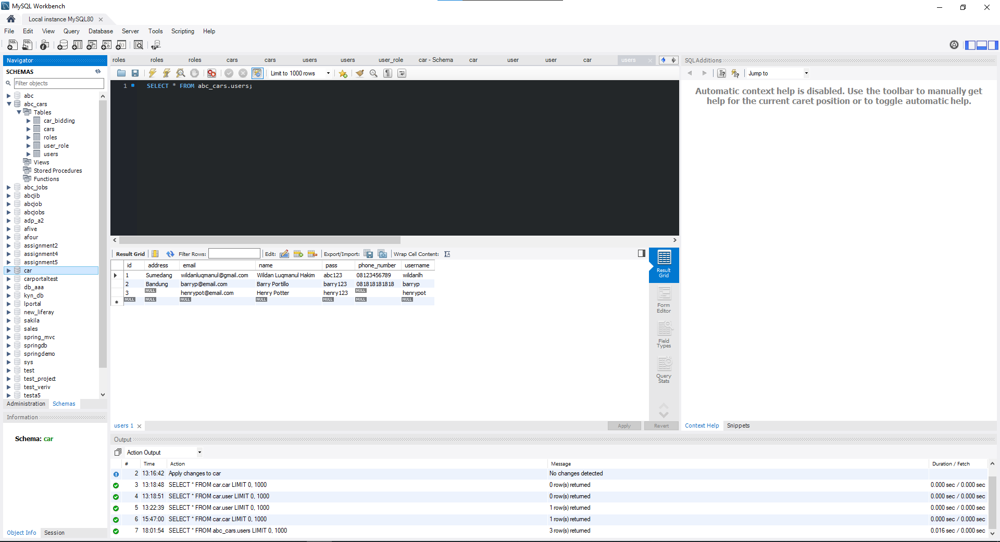 MySQL Workbench
Local instance MySQL80
File Edit View Query Database Server Tools Scripting Help
Navigator
SCHEMAS
Filter objects
abc
abc_cars
Tables
car_bidding
cars
roles
user_role
users
Views
Stored Procedures
Functions
abc_jobs
abcjib
abcjob
abcjobs
adp_a2
afive
afour
assignment2
assignment4
assignment5
car
carportaltest
db_aaa
kyn_db
lportal
new_liferay
sakila
sales
spring_mvc
springdb
springdemo
sys
test
test_project
test_veriv
testa5
Administration Schemas
Information
Schema: car
Object Info Session
roles roles roles cars cars users users user_role car - Schema car user user car users
Limit to 1000 rows
1 SELECT * FROM abc_cars.users;
Result Grid Filter Rows: Edit: Export/Import: Wrap Cell Content:
id address email name pass phone_number username
1 Sumedang wildanluqmanul@gmail.com Wildan Luqmanul Hakim abc123 08123456789 wildanlh
2 Bandung barryp@email.com Barry Portillo barry123 081818181818 barryp
3 NULL henrypot@email.com Henry Potter henry123 NULL henrypot
NULL NULL NULL NULL NULL NULL NULL
Result Grid
Form Editor
Field Types
Query Stats
users 1
Apply Revert
SQLAdditions
Jump to
Automatic context help is disabled. Use the toolbar to manually get
help for the current caret position or to toggle automatic help.
Context Help Snippets
Output
Action Output
# Time Action Message Duration / Fetch
2 13:16:42 Apply changes to car No changes detected
3 13:18:48 SELECT * FROM car.car LIMIT 0, 1000 0 row(s) returned 0.000 sec / 0.000 sec
4 13:18:51 SELECT * FROM car.user LIMIT 0, 1000 0 row(s) returned 0.000 sec / 0.000 sec
5 13:22:39 SELECT * FROM car.user LIMIT 0, 1000 1 row(s) returned 0.000 sec / 0.000 sec
6 15:47:00 SELECT * FROM car.car LIMIT 0, 1000 1 row(s) returned 0.000 sec / 0.000 sec
7 18:01:54 SELECT * FROM abc_cars.users LIMIT 0, 1000 3 row(s) returned 0.016 sec / 0.000 sec